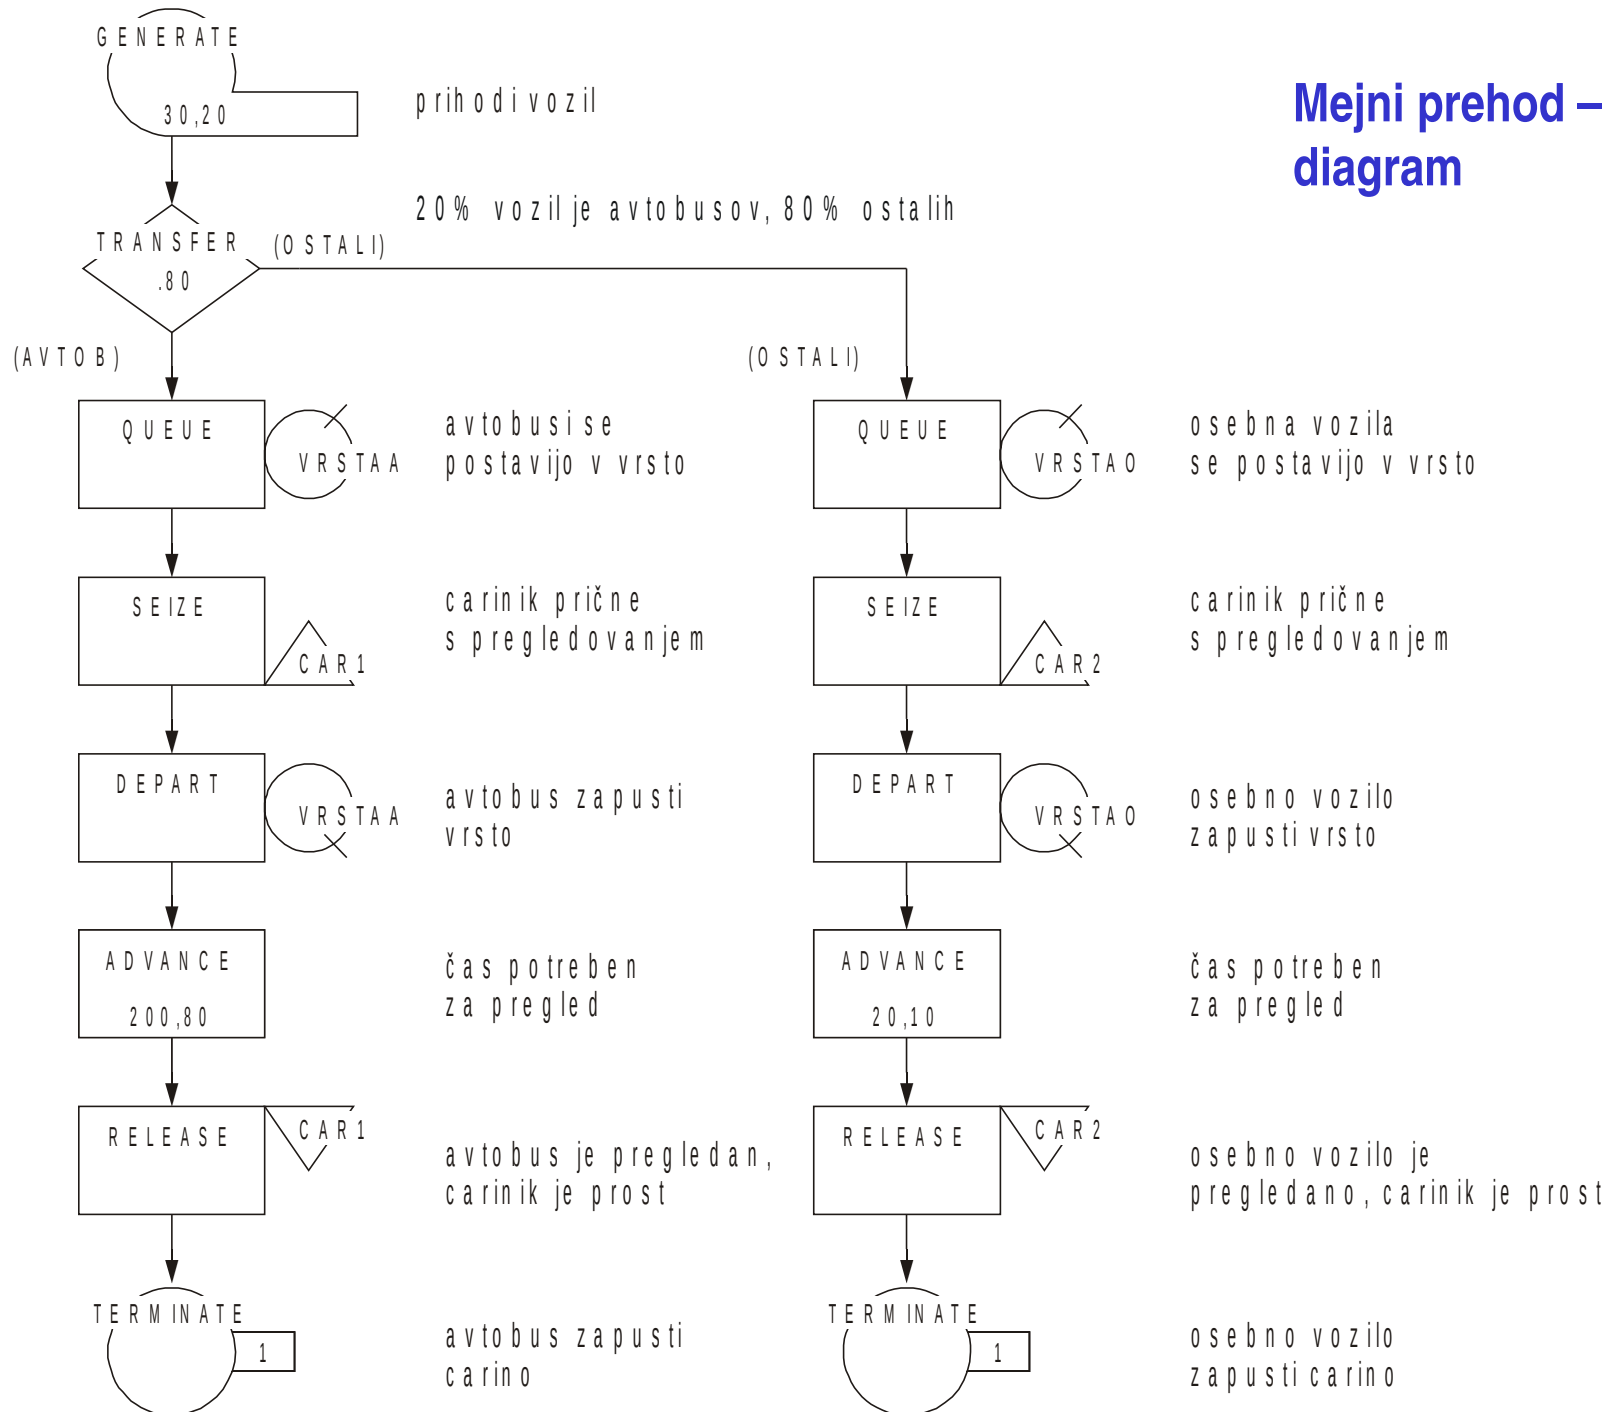 GENERATE
30,20
prihodi vozil
Mejni prehod –
diagram
20% vozil je avtobusov, 80% ostalih
TRANSFER
.80
(OSTALI)
(AVTOB)
(OSTALI)
QUEUE
VRSTAA
avtobusi se
postavijo v vrsto
QUEUE
VRSTAO
osebna vozila
se postavijo v vrsto
SEIZE
CAR1
carinik prične
s pregledovanjem
SEIZE
CAR2
carinik prične
s pregledovanjem
DEPART
VRSTAA
avtobus zapusti
vrsto
DEPART
VRSTAO
osebno vozilo
zapusti vrsto
ADVANCE
200,80
čas potreben
za pregled
ADVANCE
20,10
čas potreben
za pregled
RELEASE
CAR1
avtobus je pregledan,
carinik je prost
RELEASE
CAR2
osebno vozilo je
pregledano, carinik je prost
TERMINATE
1
avtobus zapusti
carino
TERMINATE
1
osebno vozilo
zapusti carino